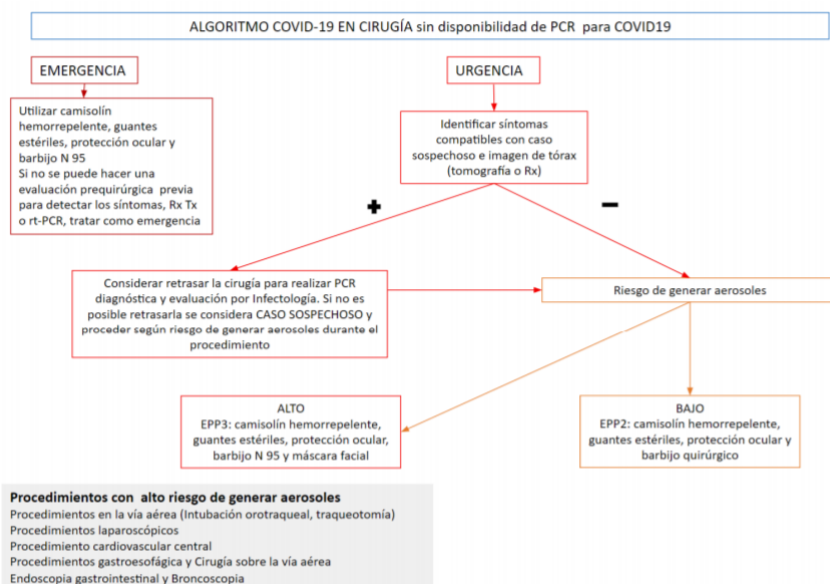 ALGORITMO COVID-19 EN CIRUGÍA sin disponibilidad de PCR para COVID19
EMERGENCIA
URGENCIA
Utilizar camisolín
hemorrepelente, guantes
estériles, protección ocular y
barbijo N 95
Si no se puede hacer una
evaluación prequirúrgica previa
para detectar los síntomas, Rx Tx
o rt-PCR, tratar como emergencia
Identificar síntomas
compatibles con caso
sospechoso e imagen de tórax
(tomografía o Rx)
+
–
Considerar retrasar la cirugía para realizar PCR
diagnóstica y evaluación por Infectología. Si no es
posible retrasarla se considera CASO SOSPECHOSO y
proceder según riesgo de generar aerosoles durante el
procedimiento
Riesgo de generar aerosoles
ALTO
EPP3: camisolín hemorrepelente,
guantes estériles, protección ocular,
barbijo N 95 y máscara facial
BAJO
EPP2: camisolín hemorrepelente,
guantes estériles, protección ocular y
barbijo quirúrgico
Procedimientos con alto riesgo de generar aerosoles
Procedimientos en la vía aérea (Intubación orotraqueal, traqueotomía)
Procedimientos laparoscópicos
Procedimiento cardiovascular central
Procedimientos gastroesofágica y Cirugía sobre la vía aérea
Endoscopia gastrointestinal y Broncoscopia